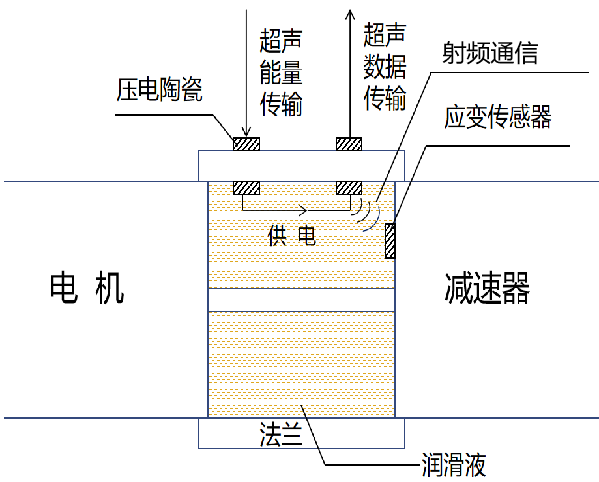 超声
能量
传输
超声
数据
传输
射频通信
压电陶瓷
应变传感器
供 电
电 机
减速器
法兰
润滑液